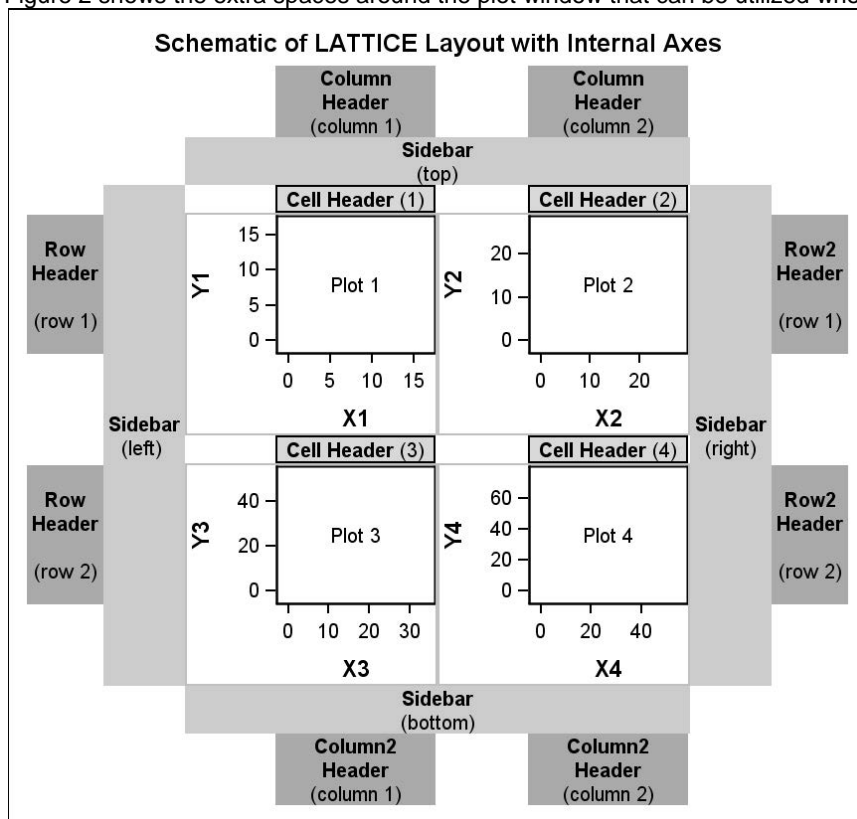 Figure 2 shows the extra spaces around the plot window that can be utilized whe
Schematic of LATTICE Layout with Internal Axes
Column
Header
(column 1)
Column
Header
(column 2)
Sidebar
(top)
Cell Header (1)
Cell Header (2)
Row
Header
(row 1)
Sidebar
(left)
Y1
15
10
5
0
Plot 1
0 5 10 15
X1
Y2
20
10
0
Plot 2
0 10 20
X2
Row2
Header
(row 1)
Sidebar
(right)
Cell Header (3)
Cell Header (4)
Row
Header
(row 2)
Y3
40
20
0
Plot 3
0 10 20 30
X3
Y4
60
40
20
0
Plot 4
0 20 40
X4
Row2
Header
(row 2)
Sidebar
(bottom)
Column2
Header
(column 1)
Column2
Header
(column 2)